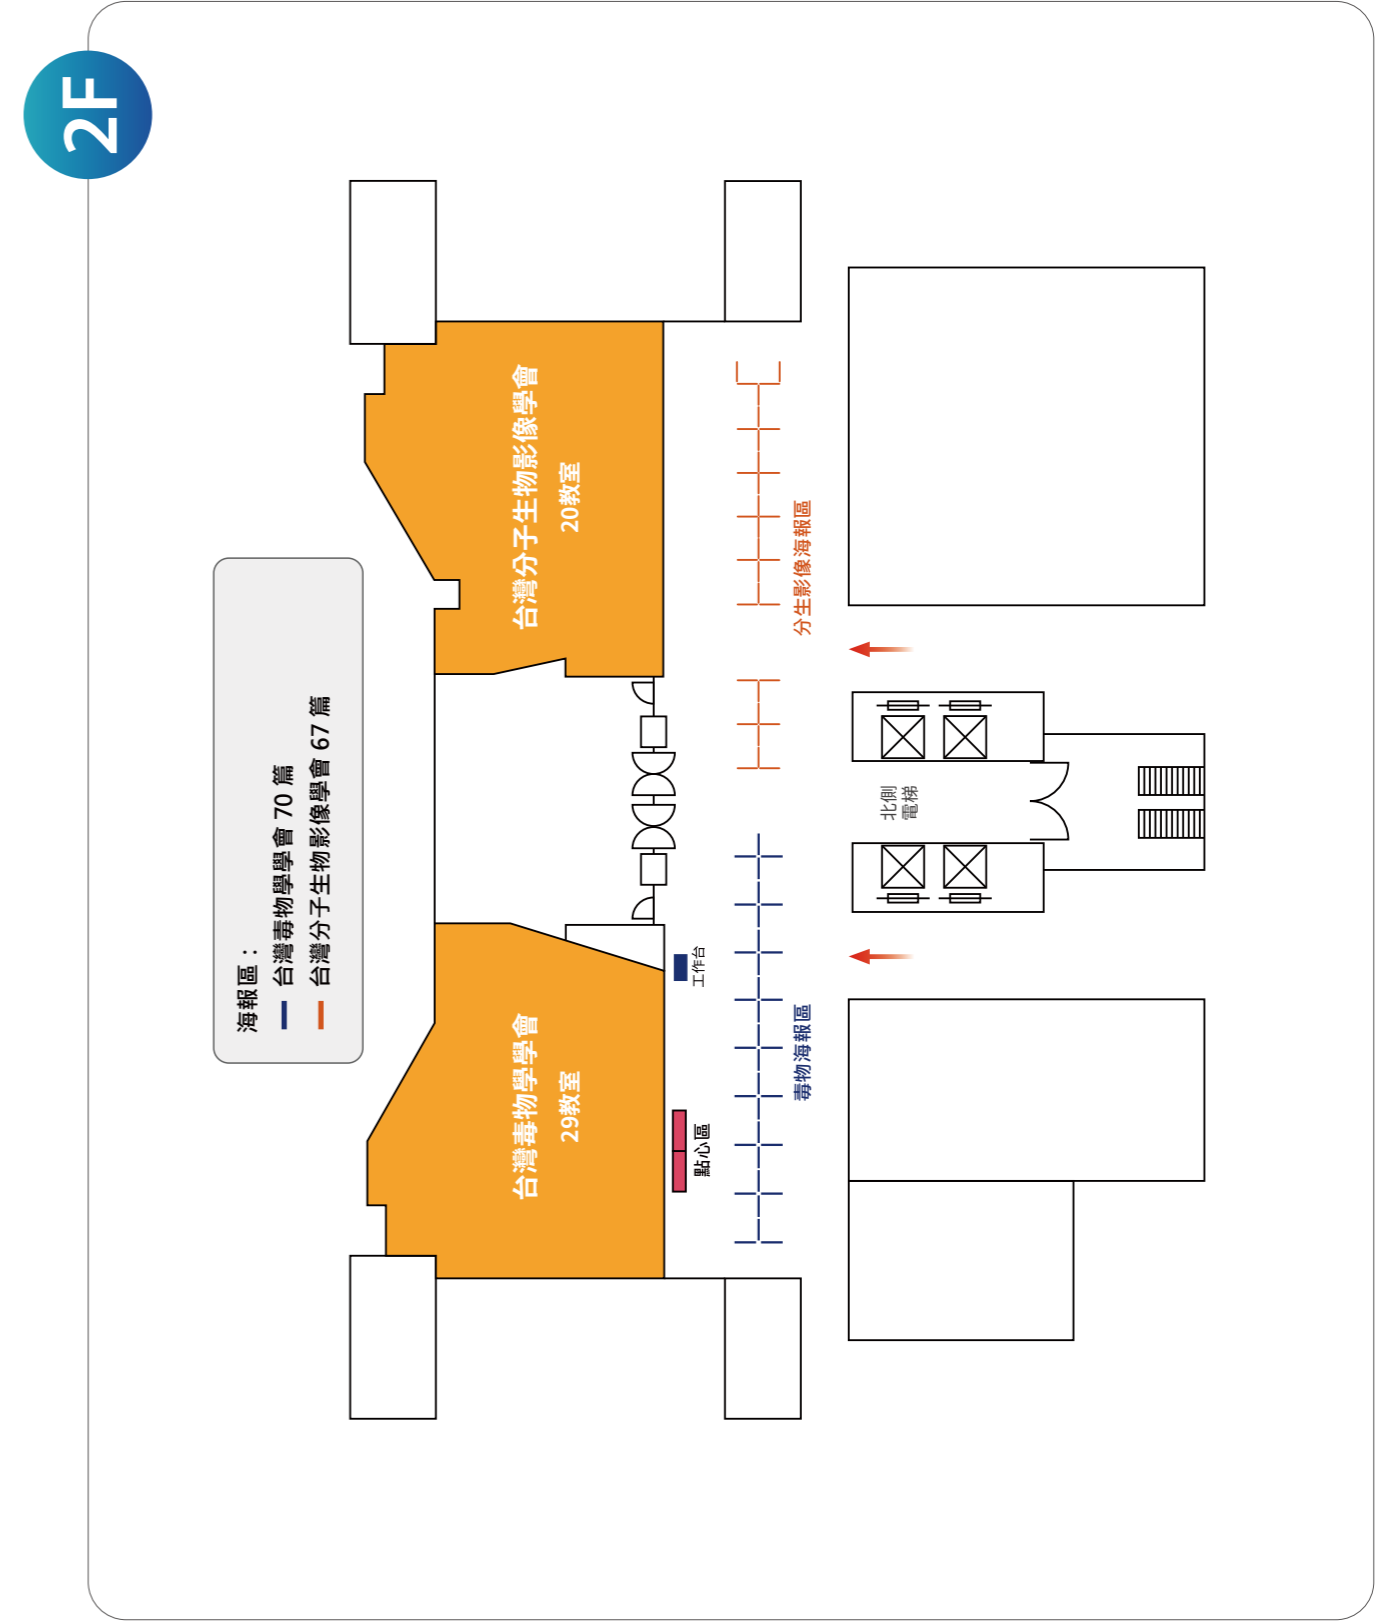 2F
海報區：
台灣毒物學學會 70 篇
台灣分子生物影像學會 67 篇
台灣毒物學學會
29教室
台灣分子生物影像學會
20教室
工作台
點心區
毒物海報區
分生影像海報區
北側
電梯